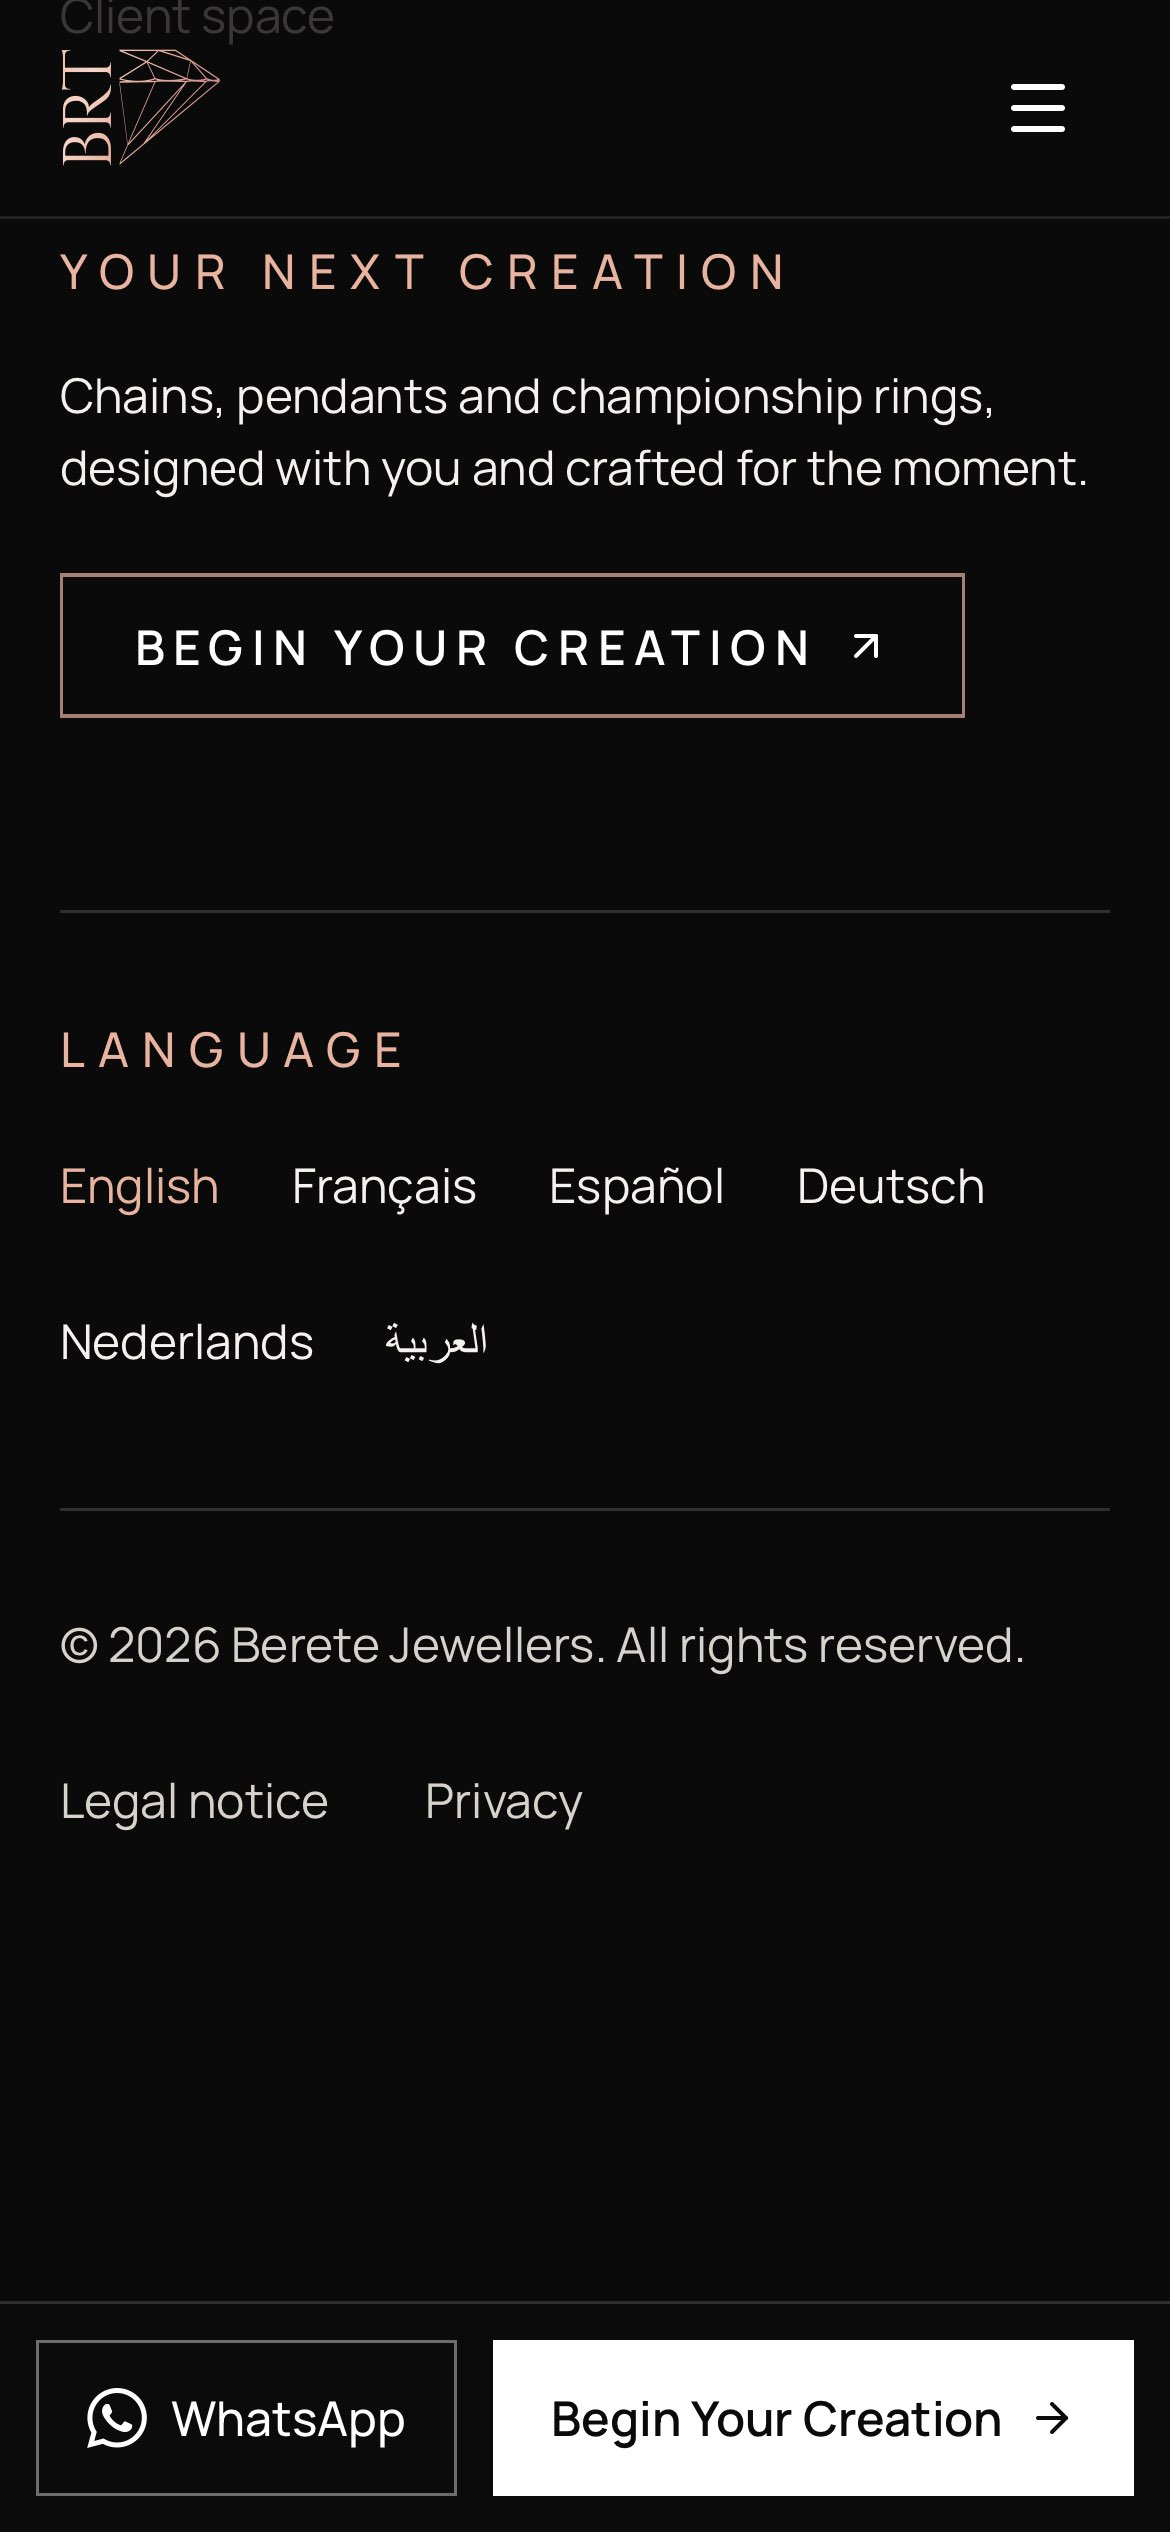 Client space
BRT
YOUR NEXT CREATION
Chains, pendants and championship rings,
designed with you and crafted for the moment.
BEGIN YOUR CREATION
LANGUAGE
English Français Español Deutsch
Nederlands العربية
© 2026 Berete Jewellers. All rights reserved.
Legal notice Privacy
WhatsApp Begin Your Creation